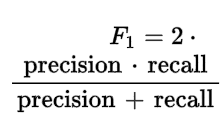 F₁ = 2 ·
precision · recall
precision + recall